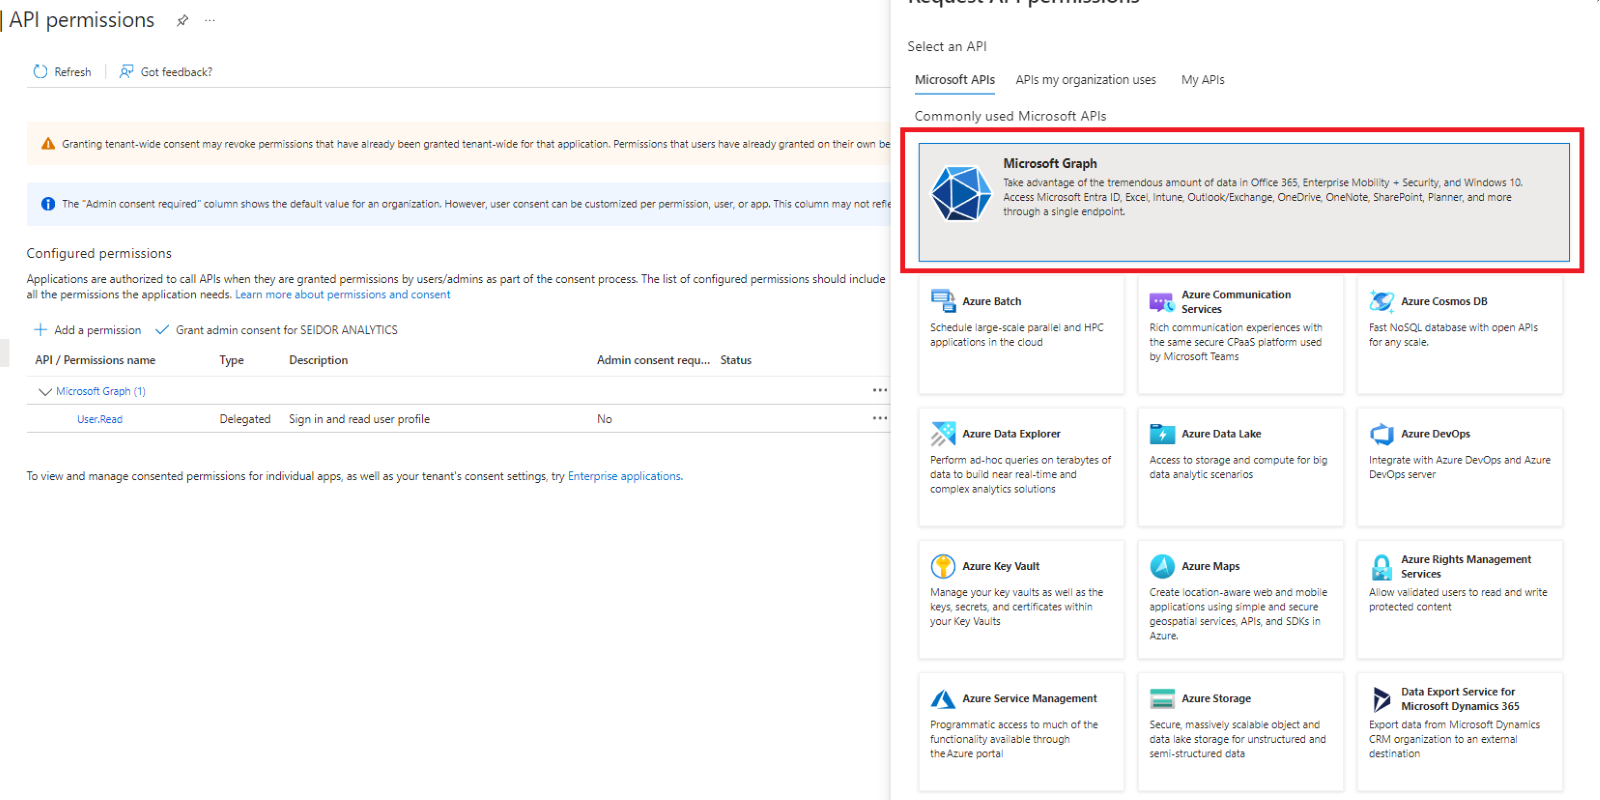 API permissions
Refresh
Got feedback?
Granting tenant-wide consent may revoke permissions that have already been granted tenant-wide for that application. Permissions that users have already granted on their own be
The "Admin consent required" column shows the default value for an organization. However, user consent can be customized per permission, user, or app. This column may not refle
Configured permissions
Applications are authorized to call APIs when they are granted permissions by users/admins as part of the consent process. The list of configured permissions should include
all the permissions the application needs. Learn more about permissions and consent
Add a permission
Grant admin consent for SEIDOR ANALYTICS
API / Permissions name
Type
Description
Admin consent requ...
Status
Microsoft Graph (1)
User.Read
Delegated
Sign in and read user profile
No
To view and manage consented permissions for individual apps, as well as your tenant's consent settings, try Enterprise applications.
Request API permissions
Select an API
Microsoft APIs
APIs my organization uses
My APIs
Commonly used Microsoft APIs
Microsoft Graph
Take advantage of the tremendous amount of data in Office 365, Enterprise Mobility + Security, and Windows 10.
Access Microsoft Entra ID, Excel, Intune, Outlook/Exchange, OneDrive, OneNote, SharePoint, Planner, and more
through a single endpoint.
Azure Batch
Schedule large-scale parallel and HPC
applications in the cloud
Azure Communication
Services
Rich communication experiences with
the same secure CPaaS platform used
by Microsoft Teams
Azure Cosmos DB
Fast NoSQL database with open APIs
for any scale.
Azure Data Explorer
Perform ad-hoc queries on terabytes of
data to build near real-time and
complex analytics solutions
Azure Data Lake
Access to storage and compute for big
data analytic scenarios
Azure DevOps
Integrate with Azure DevOps and Azure
DevOps server
Azure Key Vault
Manage your key vaults as well as the
keys, secrets, and certificates within
your Key Vaults
Azure Maps
Create location-aware web and mobile
applications using simple and secure
geospatial services, APIs, and SDKs in
Azure.
Azure Rights Management
Services
Allow validated users to read and write
protected content
Azure Service Management
Programmatic access to much of the
functionality available through
the Azure portal
Azure Storage
Secure, massively scalable object and
data lake storage for unstructured and
semi-structured data
Data Export Service for
Microsoft Dynamics 365
Export data from Microsoft Dynamics
CRM organization to an external
destination